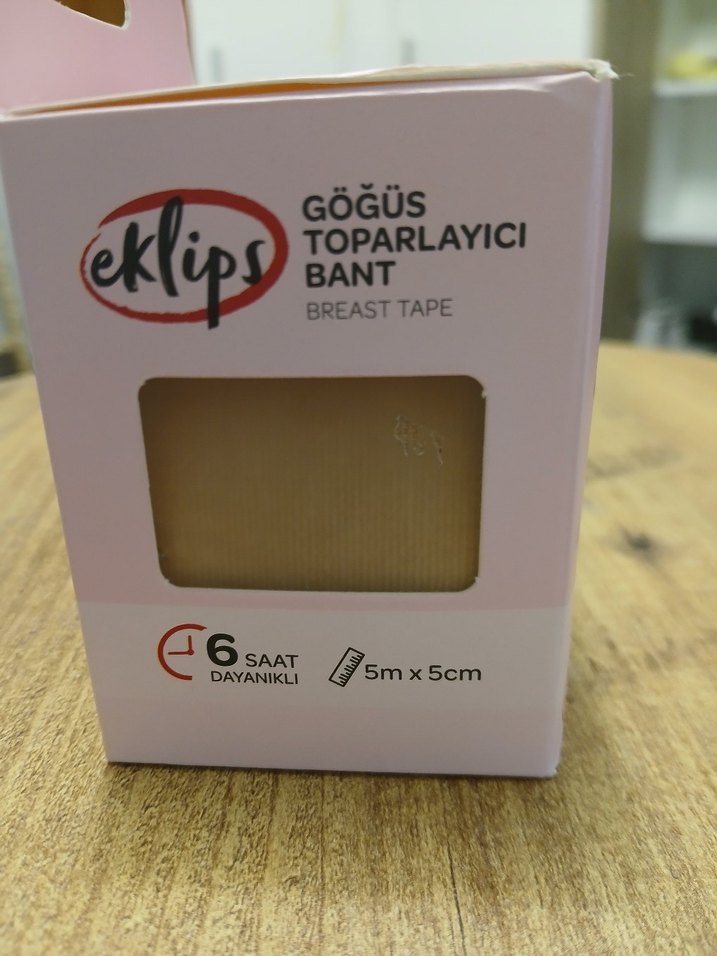 eklips
GÖĞÜS
TOPARLAYICI
BANT
BREAST TAPE
6 SAAT
DAYANIKLI
5m x 5cm